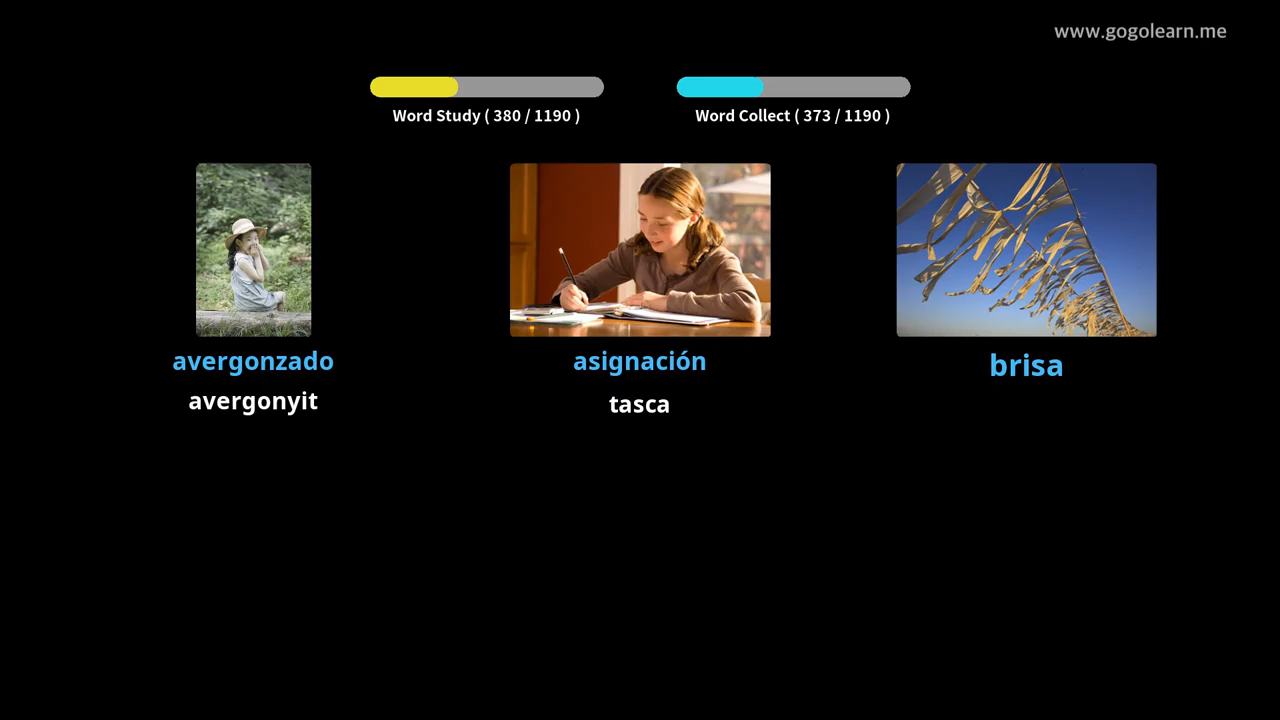 www.gogolearn.me
Word Study ( 380 / 1190 )
Word Collect ( 373 / 1190 )
avergonzado
avergonyit
asignación
tasca
brisa